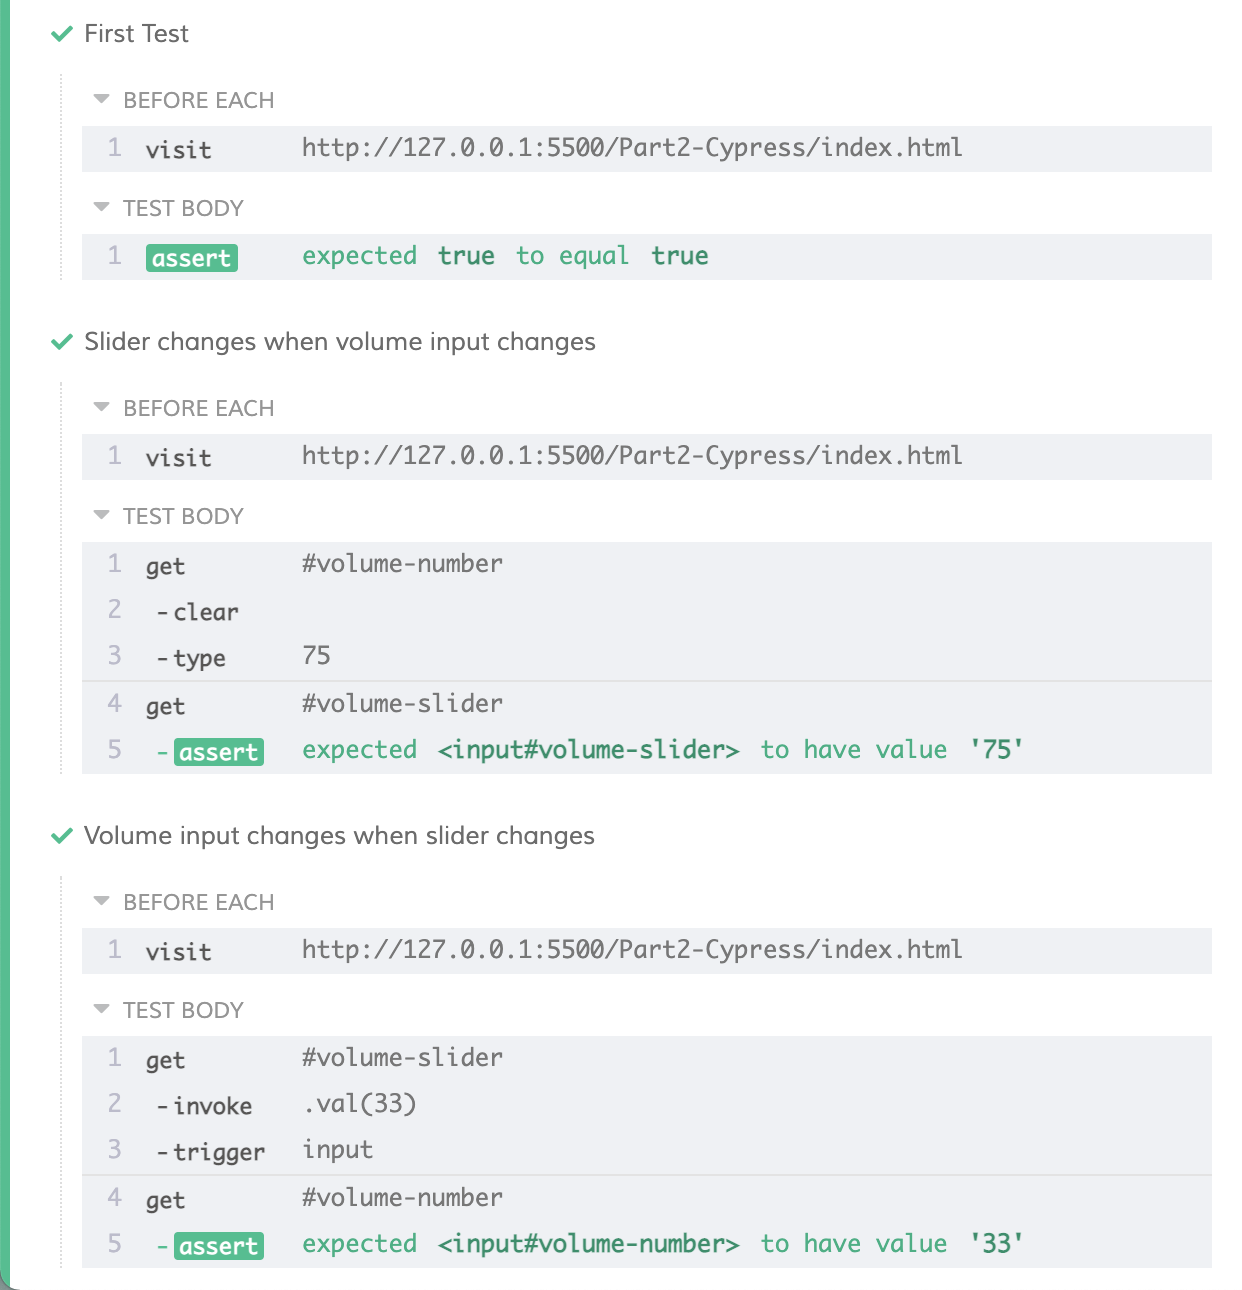 First Test
BEFORE EACH
1 visit http://127.0.0.1:5500/Part2-Cypress/index.html
TEST BODY
1 assert expected true to equal true
Slider changes when volume input changes
BEFORE EACH
1 visit http://127.0.0.1:5500/Part2-Cypress/index.html
TEST BODY
1 get #volume-number
2 -clear
3 -type 75
4 get #volume-slider
5 -assert expected <input#volume-slider> to have value '75'
Volume input changes when slider changes
BEFORE EACH
1 visit http://127.0.0.1:5500/Part2-Cypress/index.html
TEST BODY
1 get #volume-slider
2 -invoke .val(33)
3 -trigger input
4 get #volume-number
5 -assert expected <input#volume-number> to have value '33'